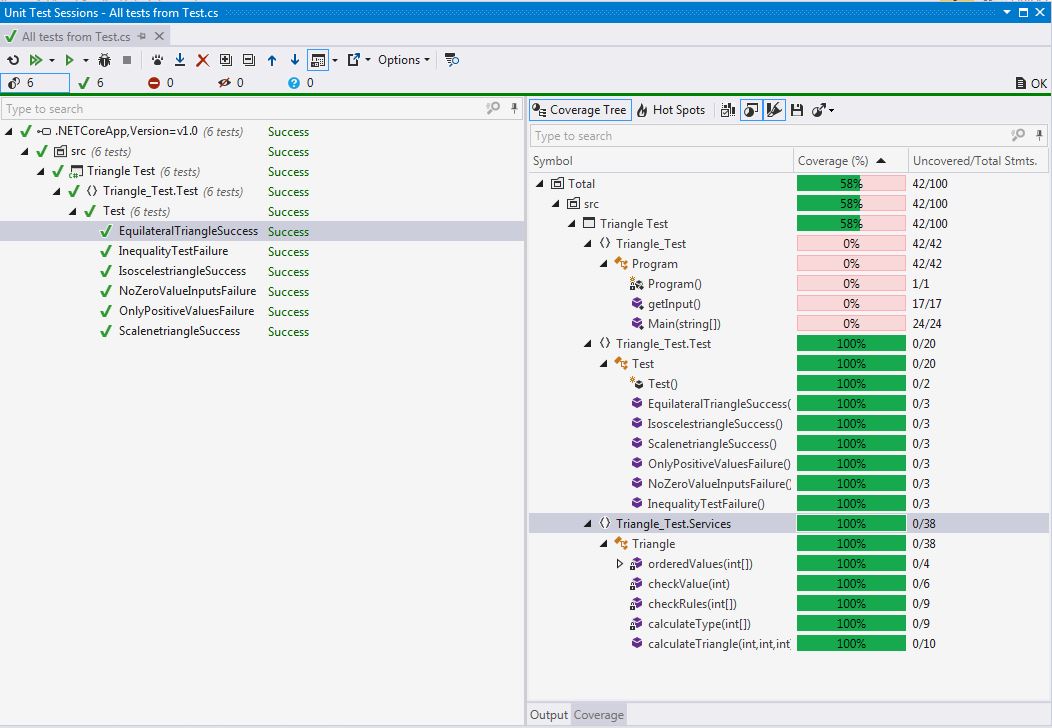 Unit Test Sessions - All tests from Test.cs
All tests from Test.cs
Options
6 6 0 0 0 OK
Type to search
.NETCoreApp,Version=v1.0 (6 tests) Success
src (6 tests) Success
Triangle Test (6 tests) Success
Triangle_Test.Test (6 tests) Success
Test (6 tests) Success
EquilateralTriangleSuccess Success
InequalityTestFailure Success
IsoscelestriangleSuccess Success
NoZeroValueInputsFailure Success
OnlyPositiveValuesFailure Success
ScalenetriangleSuccess Success
Coverage Tree Hot Spots
Type to search
Symbol Coverage (%) Uncovered/Total Stmts.
Total 58% 42/100
src 58% 42/100
Triangle Test 58% 42/100
Triangle_Test 0% 42/42
Program 0% 42/42
Program() 0% 1/1
getInput() 0% 17/17
Main(string[]) 0% 24/24
Triangle_Test.Test 100% 0/20
Test 100% 0/20
Test() 100% 0/2
EquilateralTriangleSuccess( 100% 0/3
IsoscelestriangleSuccess() 100% 0/3
ScalenetriangleSuccess() 100% 0/3
OnlyPositiveValuesFailure() 100% 0/3
NoZeroValueInputsFailure() 100% 0/3
InequalityTestFailure() 100% 0/3
Triangle_Test.Services 100% 0/38
Triangle 100% 0/38
orderedValues(int[]) 100% 0/4
checkValue(int) 100% 0/6
checkRules(int[]) 100% 0/9
calculateType(int[]) 100% 0/9
calculateTriangle(int,int,int 100% 0/10
Output Coverage